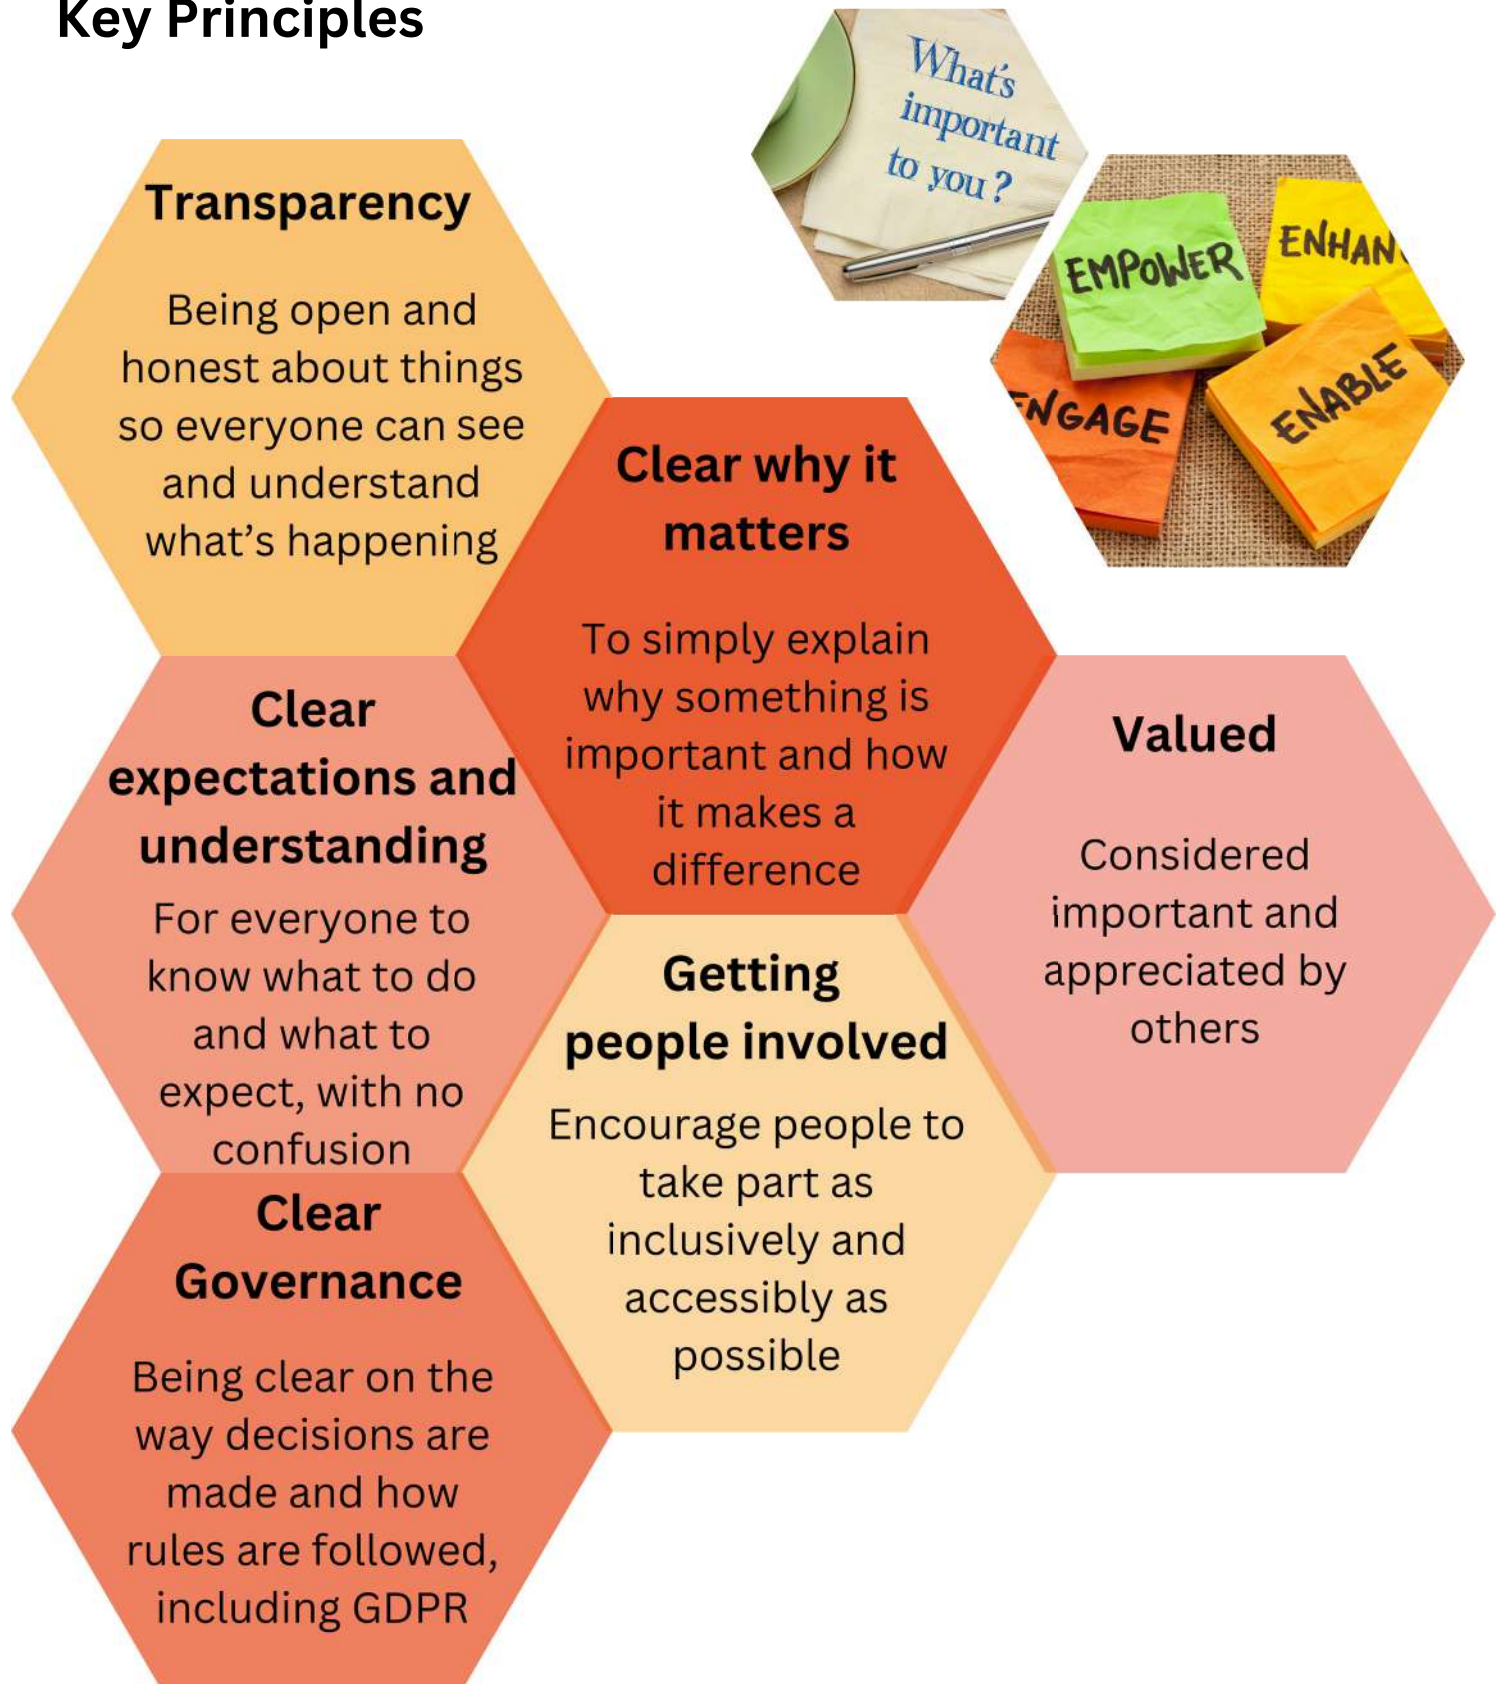 Key Principles
What's
important
to you?
EMPOWER
ENHAN
ENGAGE
ENABLE
Transparency
Being open and
honest about things
so everyone can see
and understand
what’s happening
Clear why it
matters
To simply explain
why something is
important and how
it makes a
difference
Clear
expectations and
understanding
For everyone to
know what to do
and what to
expect, with no
confusion
Valued
Considered
important and
appreciated by
others
Getting
people involved
Encourage people to
take part as
inclusively and
accessibly as
possible
Clear
Governance
Being clear on the
way decisions are
made and how
rules are followed,
including GDPR